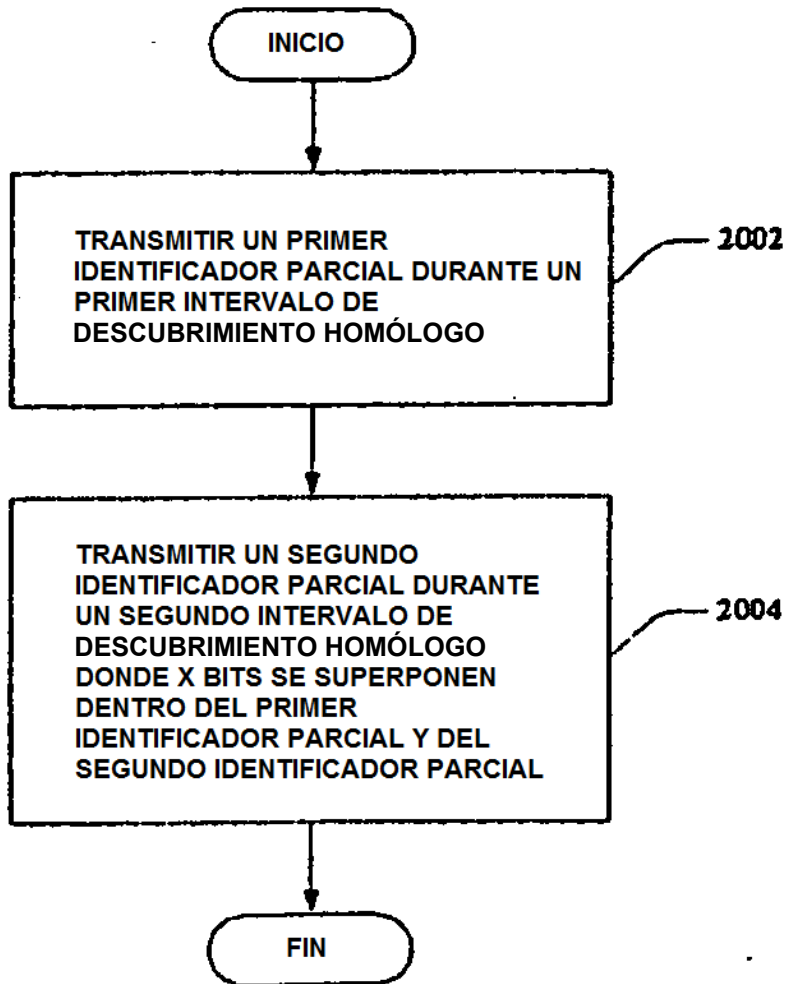 INICIO
TRANSMITIR UN PRIMER
IDENTIFICADOR PARCIAL DURANTE UN
PRIMER INTERVALO DE
DESCUBRIMIENTO HOMÓLOGO
2002
TRANSMITIR UN SEGUNDO
IDENTIFICADOR PARCIAL DURANTE
UN SEGUNDO INTERVALO DE
DESCUBRIMIENTO HOMÓLOGO
DONDE X BITS SE SUPERPONEN
DENTRO DEL PRIMER
IDENTIFICADOR PARCIAL Y DEL
SEGUNDO IDENTIFICADOR PARCIAL
2004
FIN